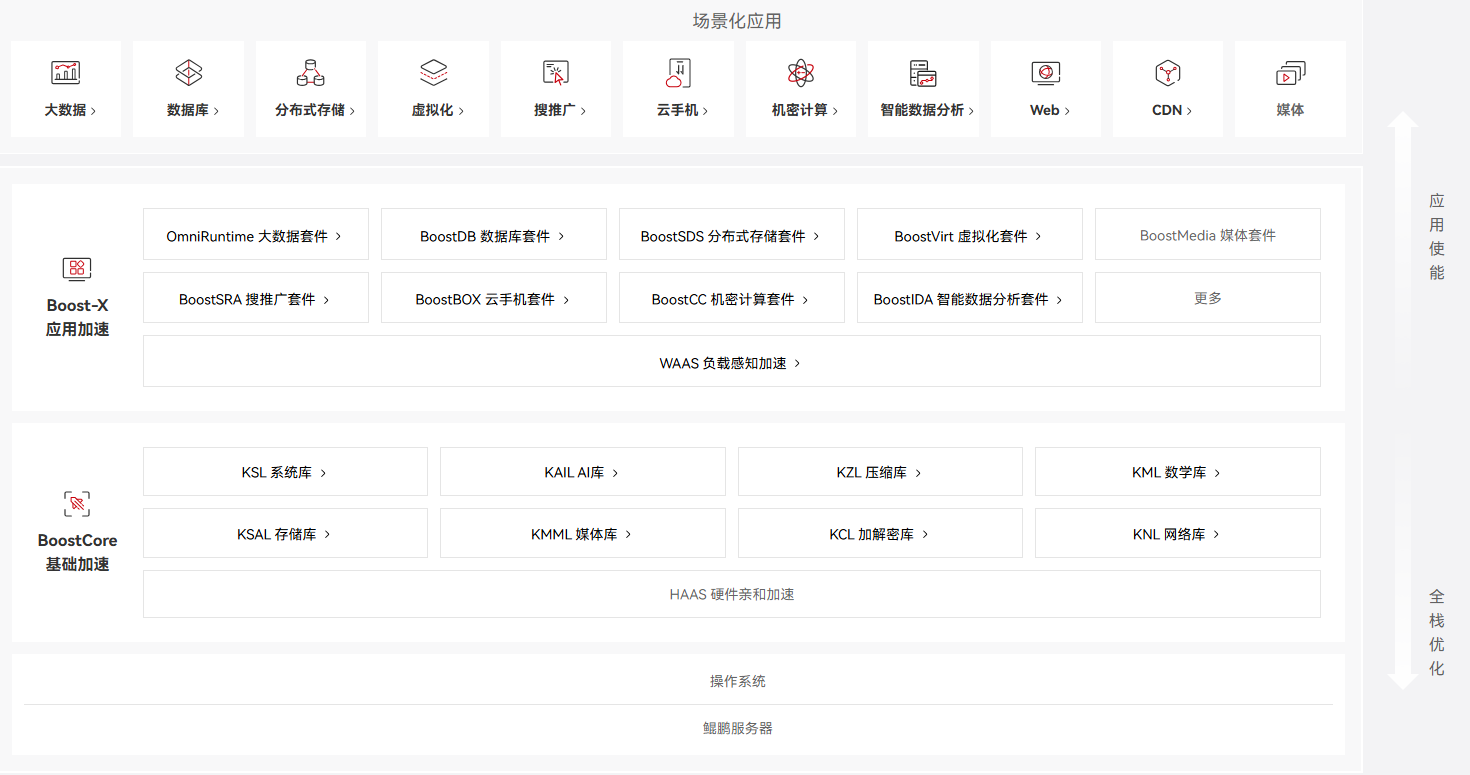 场景化应用
大数据 >
数据库 >
分布式存储 >
虚拟化 >
搜推广 >
云手机 >
机密计算 >
智能数据分析 >
Web >
CDN >
媒体
Boost-X
应用加速
OmniRuntime 大数据套件 >
BoostDB 数据库套件 >
BoostSDS 分布式存储套件 >
BoostVirt 虚拟化套件 >
BoostMedia 媒体套件
BoostSRA 搜推广套件 >
BoostBOX 云手机套件 >
BoostCC 机密计算套件 >
BoostIDA 智能数据分析套件 >
更多
WAAS 负载感知加速 >
BoostCore
基础加速
KSL 系统库 >
KAIL AI库 >
KZL 压缩库 >
KML 数学库 >
KSAL 存储库 >
KMML 媒体库 >
KCL 加解密库 >
KNL 网络库 >
HAAS 硬件亲和加速
操作系统
鲲鹏服务器
应用使能
全栈优化